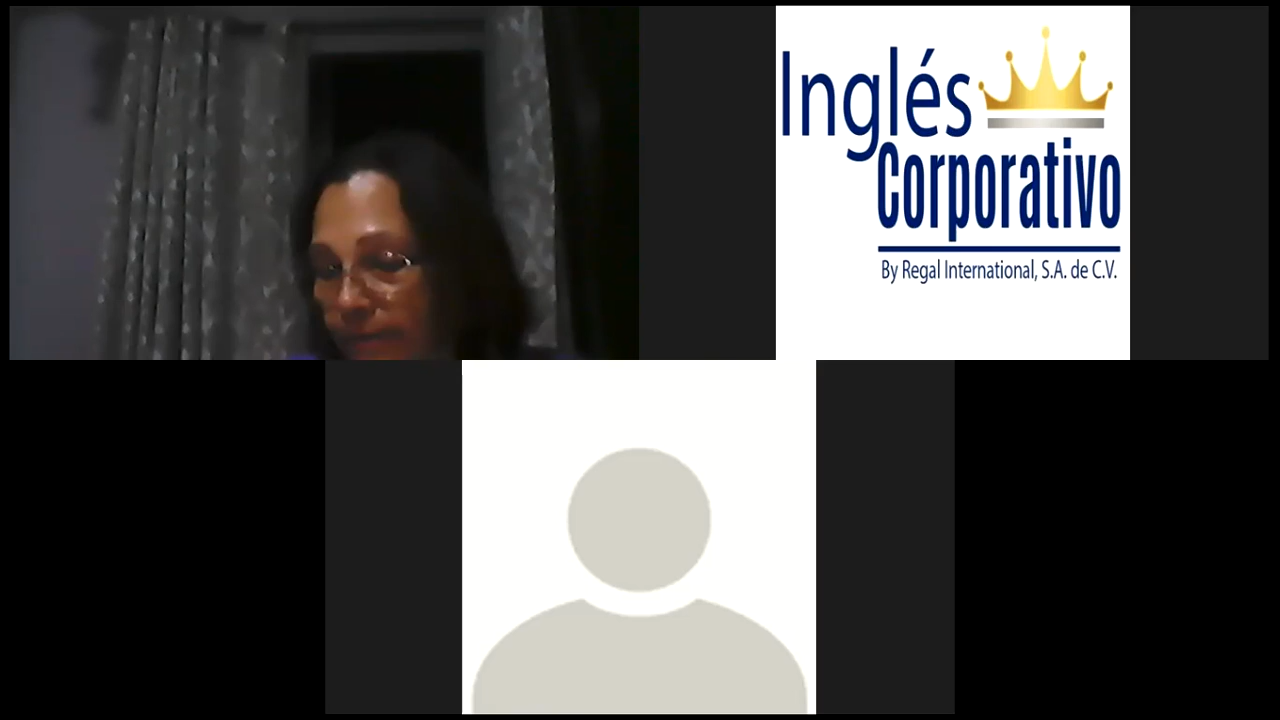 Inglés
Corporativo
By Regal International, S.A. de C.V.